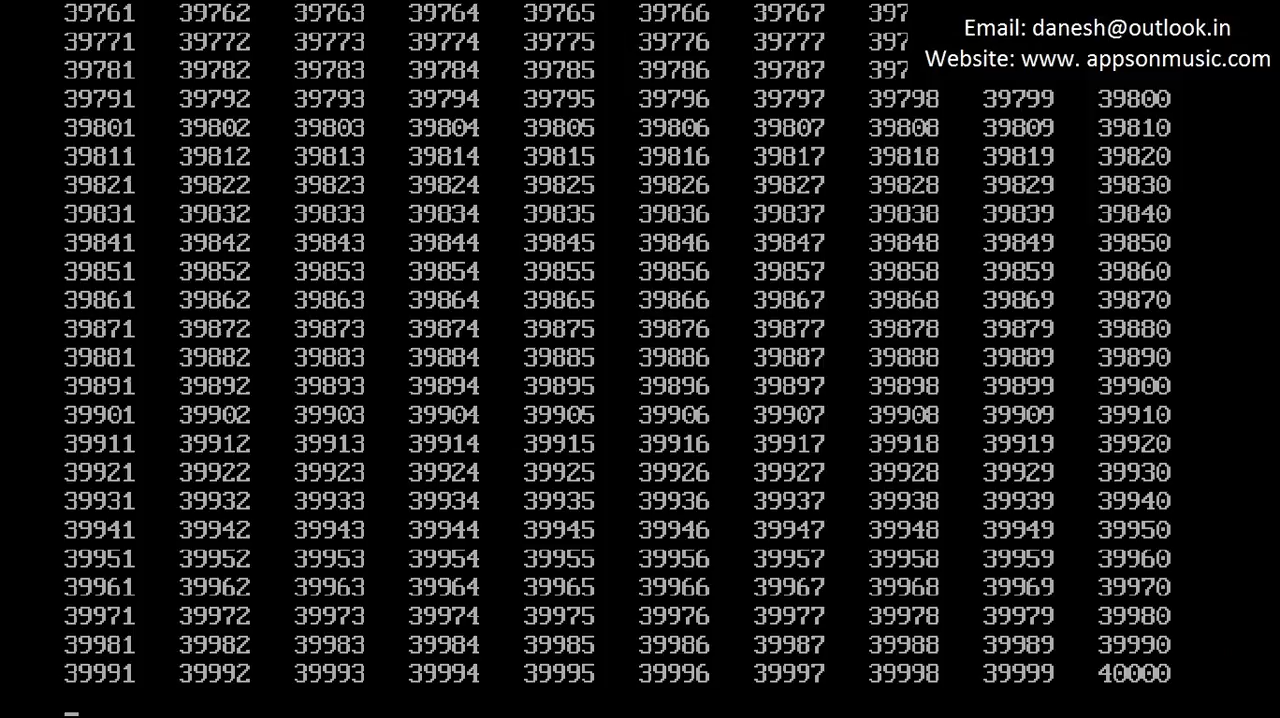 39761 39762 39763 39764 39765 39766 39767 397
Email: danesh@outlook.in
39771 39772 39773 39774 39775 39776 39777 397
Website: www. appsonmusic.com
39781 39782 39783 39784 39785 39786 39787 397
39791 39792 39793 39794 39795 39796 39797 39798 39799 39800
39801 39802 39803 39804 39805 39806 39807 39808 39809 39810
39811 39812 39813 39814 39815 39816 39817 39818 39819 39820
39821 39822 39823 39824 39825 39826 39827 39828 39829 39830
39831 39832 39833 39834 39835 39836 39837 39838 39839 39840
39841 39842 39843 39844 39845 39846 39847 39848 39849 39850
39851 39852 39853 39854 39855 39856 39857 39858 39859 39860
39861 39862 39863 39864 39865 39866 39867 39868 39869 39870
39871 39872 39873 39874 39875 39876 39877 39878 39879 39880
39881 39882 39883 39884 39885 39886 39887 39888 39889 39890
39891 39892 39893 39894 39895 39896 39897 39898 39899 39900
39901 39902 39903 39904 39905 39906 39907 39908 39909 39910
39911 39912 39913 39914 39915 39916 39917 39918 39919 39920
39921 39922 39923 39924 39925 39926 39927 39928 39929 39930
39931 39932 39933 39934 39935 39936 39937 39938 39939 39940
39941 39942 39943 39944 39945 39946 39947 39948 39949 39950
39951 39952 39953 39954 39955 39956 39957 39958 39959 39960
39961 39962 39963 39964 39965 39966 39967 39968 39969 39970
39971 39972 39973 39974 39975 39976 39977 39978 39979 39980
39981 39982 39983 39984 39985 39986 39987 39988 39989 39990
39991 39992 39993 39994 39995 39996 39997 39998 39999 40000